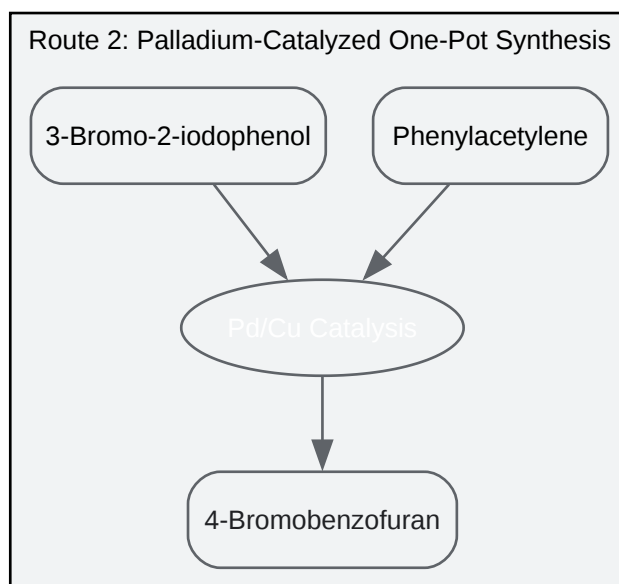 Route 2: Palladium-Catalyzed One-Pot Synthesis
3-Bromo-2-iodophenol
Phenylacetylene
Pd/Cu Catalysis
4-Bromobenzofuran